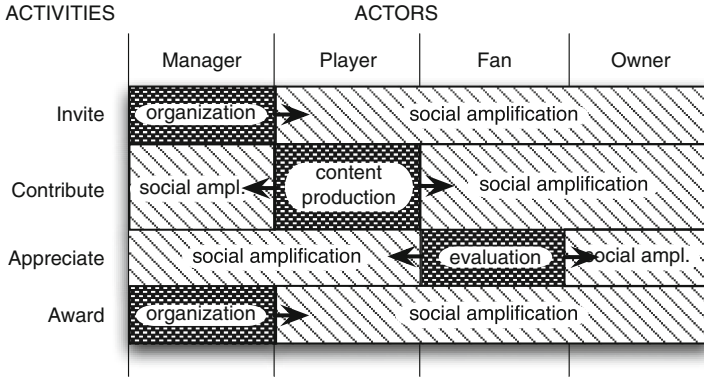 ACTIVITIES ACTORS
Manager Player Fan Owner
Invite organization social amplification
Contribute social ampl. content production social amplification
Appreciate social amplification evaluation social ampl.
Award organization social amplification